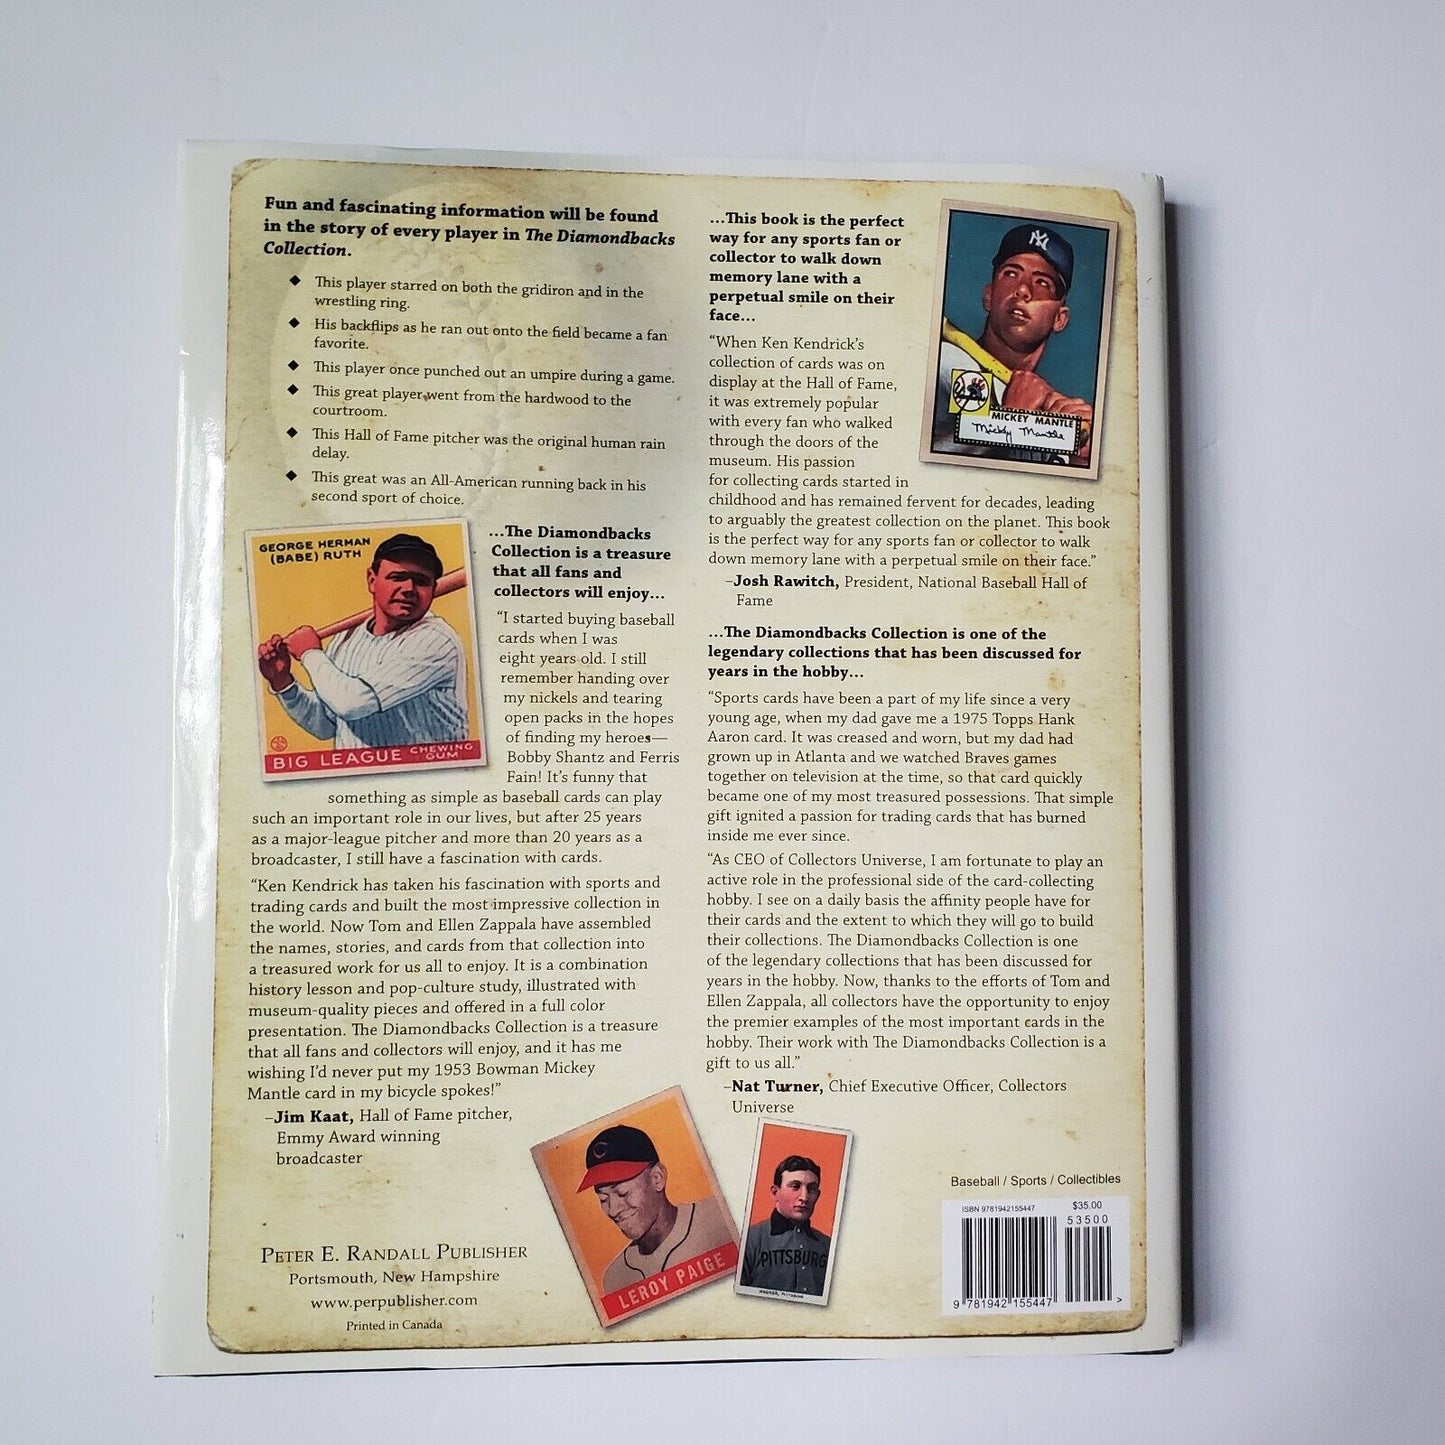 Fun and fascinating information will be found
in the story of every player in The Diamondbacks
Collection.
◆ This player starred on both the gridiron and in the
wrestling ring.
◆ His backflips as he ran out onto the field became a fan
favorite.
◆ This player once punched out an umpire during a game.
◆ This great player went from the hardwood to the
courtroom.
◆ This Hall of Fame pitcher was the original human rain
delay.
◆ This great was an All-American running back in his
second sport of choice.
GEORGE HERMAN
(BABE) RUTH
BIG LEAGUE CHEWING
GUM
...The Diamondbacks
Collection is a treasure
that all fans and
collectors will enjoy...
“I started buying baseball
cards when I was
eight years old. I still
remember handing over
my nickels and tearing
open packs in the hopes
of finding my heroes—
Bobby Shantz and Ferris
Fain! It’s funny that
something as simple as baseball cards can play
such an important role in our lives, but after 25 years
as a major-league pitcher and more than 20 years as a
broadcaster, I still have a fascination with cards.
“Ken Kendrick has taken his fascination with sports and
trading cards and built the most impressive collection in
the world. Now Tom and Ellen Zappala have assembled
the names, stories, and cards from that collection into
a treasured work for us all to enjoy. It is a combination
history lesson and pop-culture study, illustrated with
museum-quality pieces and offered in a full color
presentation. The Diamondbacks Collection is a treasure
that all fans and collectors will enjoy, and it has me
wishing I’d never put my 1953 Bowman Mickey
Mantle card in my bicycle spokes!”
–Jim Kaat, Hall of Fame pitcher,
Emmy Award winning
broadcaster
PETER E. RANDALL PUBLISHER
Portsmouth, New Hampshire
www.perpublisher.com
Printed in Canada
...This book is the perfect
way for any sports fan or
collector to walk down
memory lane with a
perpetual smile on their
face...
“When Ken Kendrick’s
collection of cards was on
display at the Hall of Fame,
it was extremely popular
with every fan who walked
through the doors of the
museum. His passion
for collecting cards started in
childhood and has remained fervent for decades, leading
to arguably the greatest collection on the planet. This book
is the perfect way for any sports fan or collector to walk
down memory lane with a perpetual smile on their face.”
–Josh Rawitch, President, National Baseball Hall of
Fame
NY
MICKEY MANTLE
Mickey Mantle
...The Diamondbacks Collection is one of the
legendary collections that has been discussed for
years in the hobby...
“Sports cards have been a part of my life since a very
young age, when my dad gave me a 1975 Topps Hank
Aaron card. It was creased and worn, but my dad had
grown up in Atlanta and we watched Braves games
together on television at the time, so that card quickly
became one of my most treasured possessions. That simple
gift ignited a passion for trading cards that has burned
inside me ever since.
“As CEO of Collectors Universe, I am fortunate to play an
active role in the professional side of the card-collecting
hobby. I see on a daily basis the affinity people have for
their cards and the extent to which they will go to build
their collections. The Diamondbacks Collection is one
of the legendary collections that has been discussed for
years in the hobby. Now, thanks to the efforts of Tom and
Ellen Zappala, all collectors have the opportunity to enjoy
the premier examples of the most important cards in the
hobby. Their work with The Diamondbacks Collection is a
gift to us all.”
–Nat Turner, Chief Executive Officer, Collectors
Universe
C
LEROY PAIGE
PITTSBURG
WAGNER, PITTSBURG
Baseball / Sports / Collectibles
ISBN 9781942155447 $35.00
53500
9 781942 155447 >